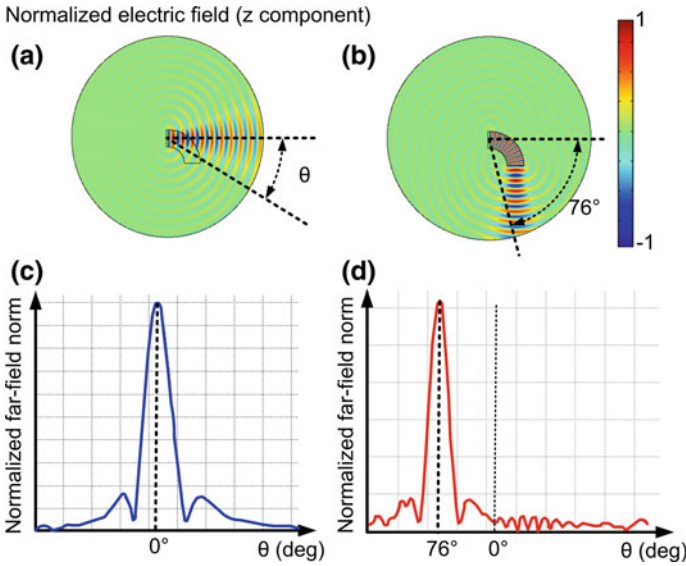 Normalized electric field (z component)
(a)
(b)
1
θ
76°
-1
(c)
(d)
Normalized far-field norm
0°
θ (deg)
Normalized far-field norm
76°
0°
θ (deg)